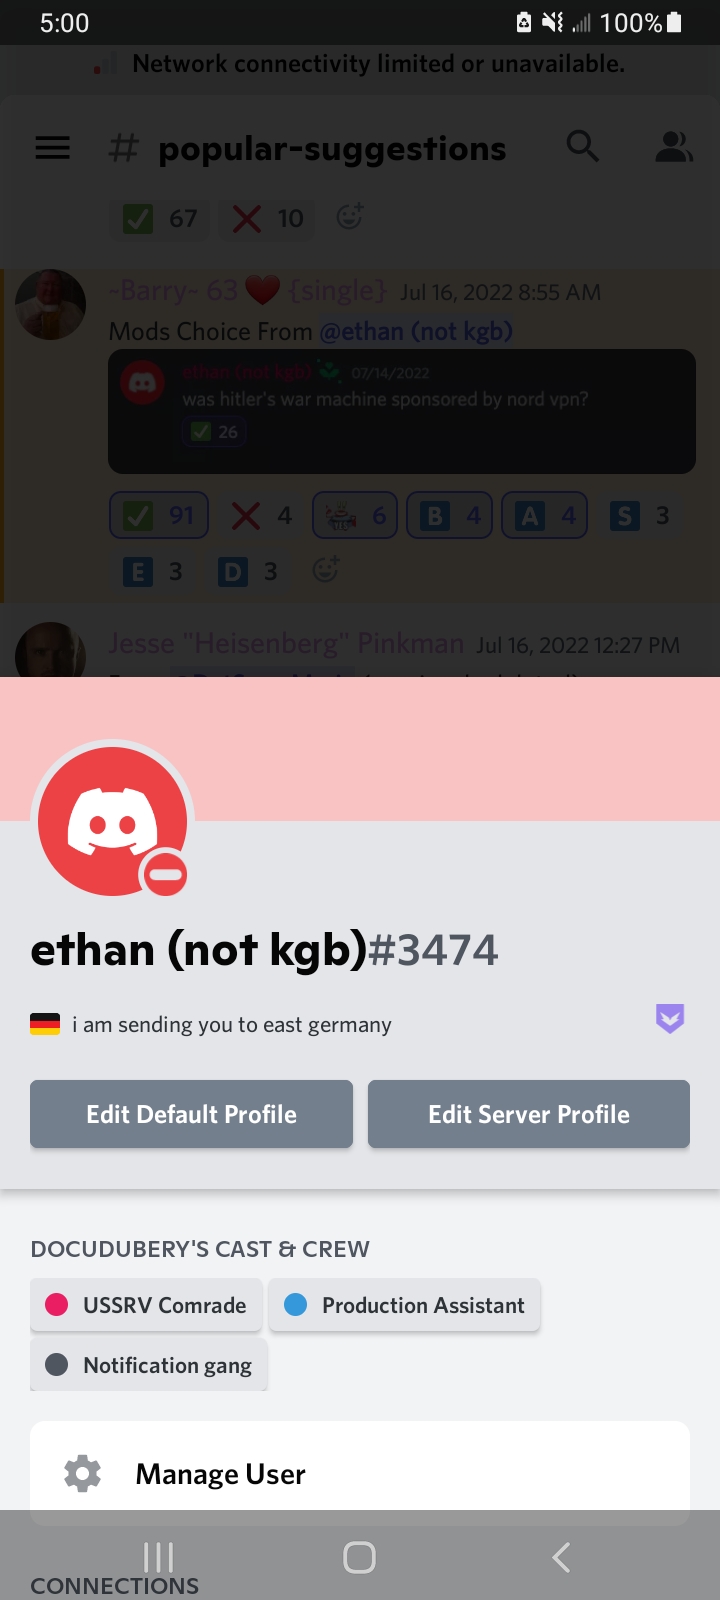 5:00 100%
Network connectivity limited or unavailable.
# popular-suggestions
✅ 67 ❌ 10
-Barry- 63 ❤️ {single} Jul 16, 2022 8:55 AM
Mods Choice From @ethan (not kgb)
ethan (not kgb) 07/14/2022
was hitler's war machine sponsored by nord vpn?
✅ 26
✅ 91 ❌ 4 6 B 4 A 4 S 3
E 3 D 3
Jesse "Heisenberg" Pinkman Jul 16, 2022 12:27 PM
ethan (not kgb)#3474
i am sending you to east germany
Edit Default Profile Edit Server Profile
DOCUDUBERY'S CAST & CREW
USSRV Comrade Production Assistant
Notification gang
Manage User
CONNECTIONS